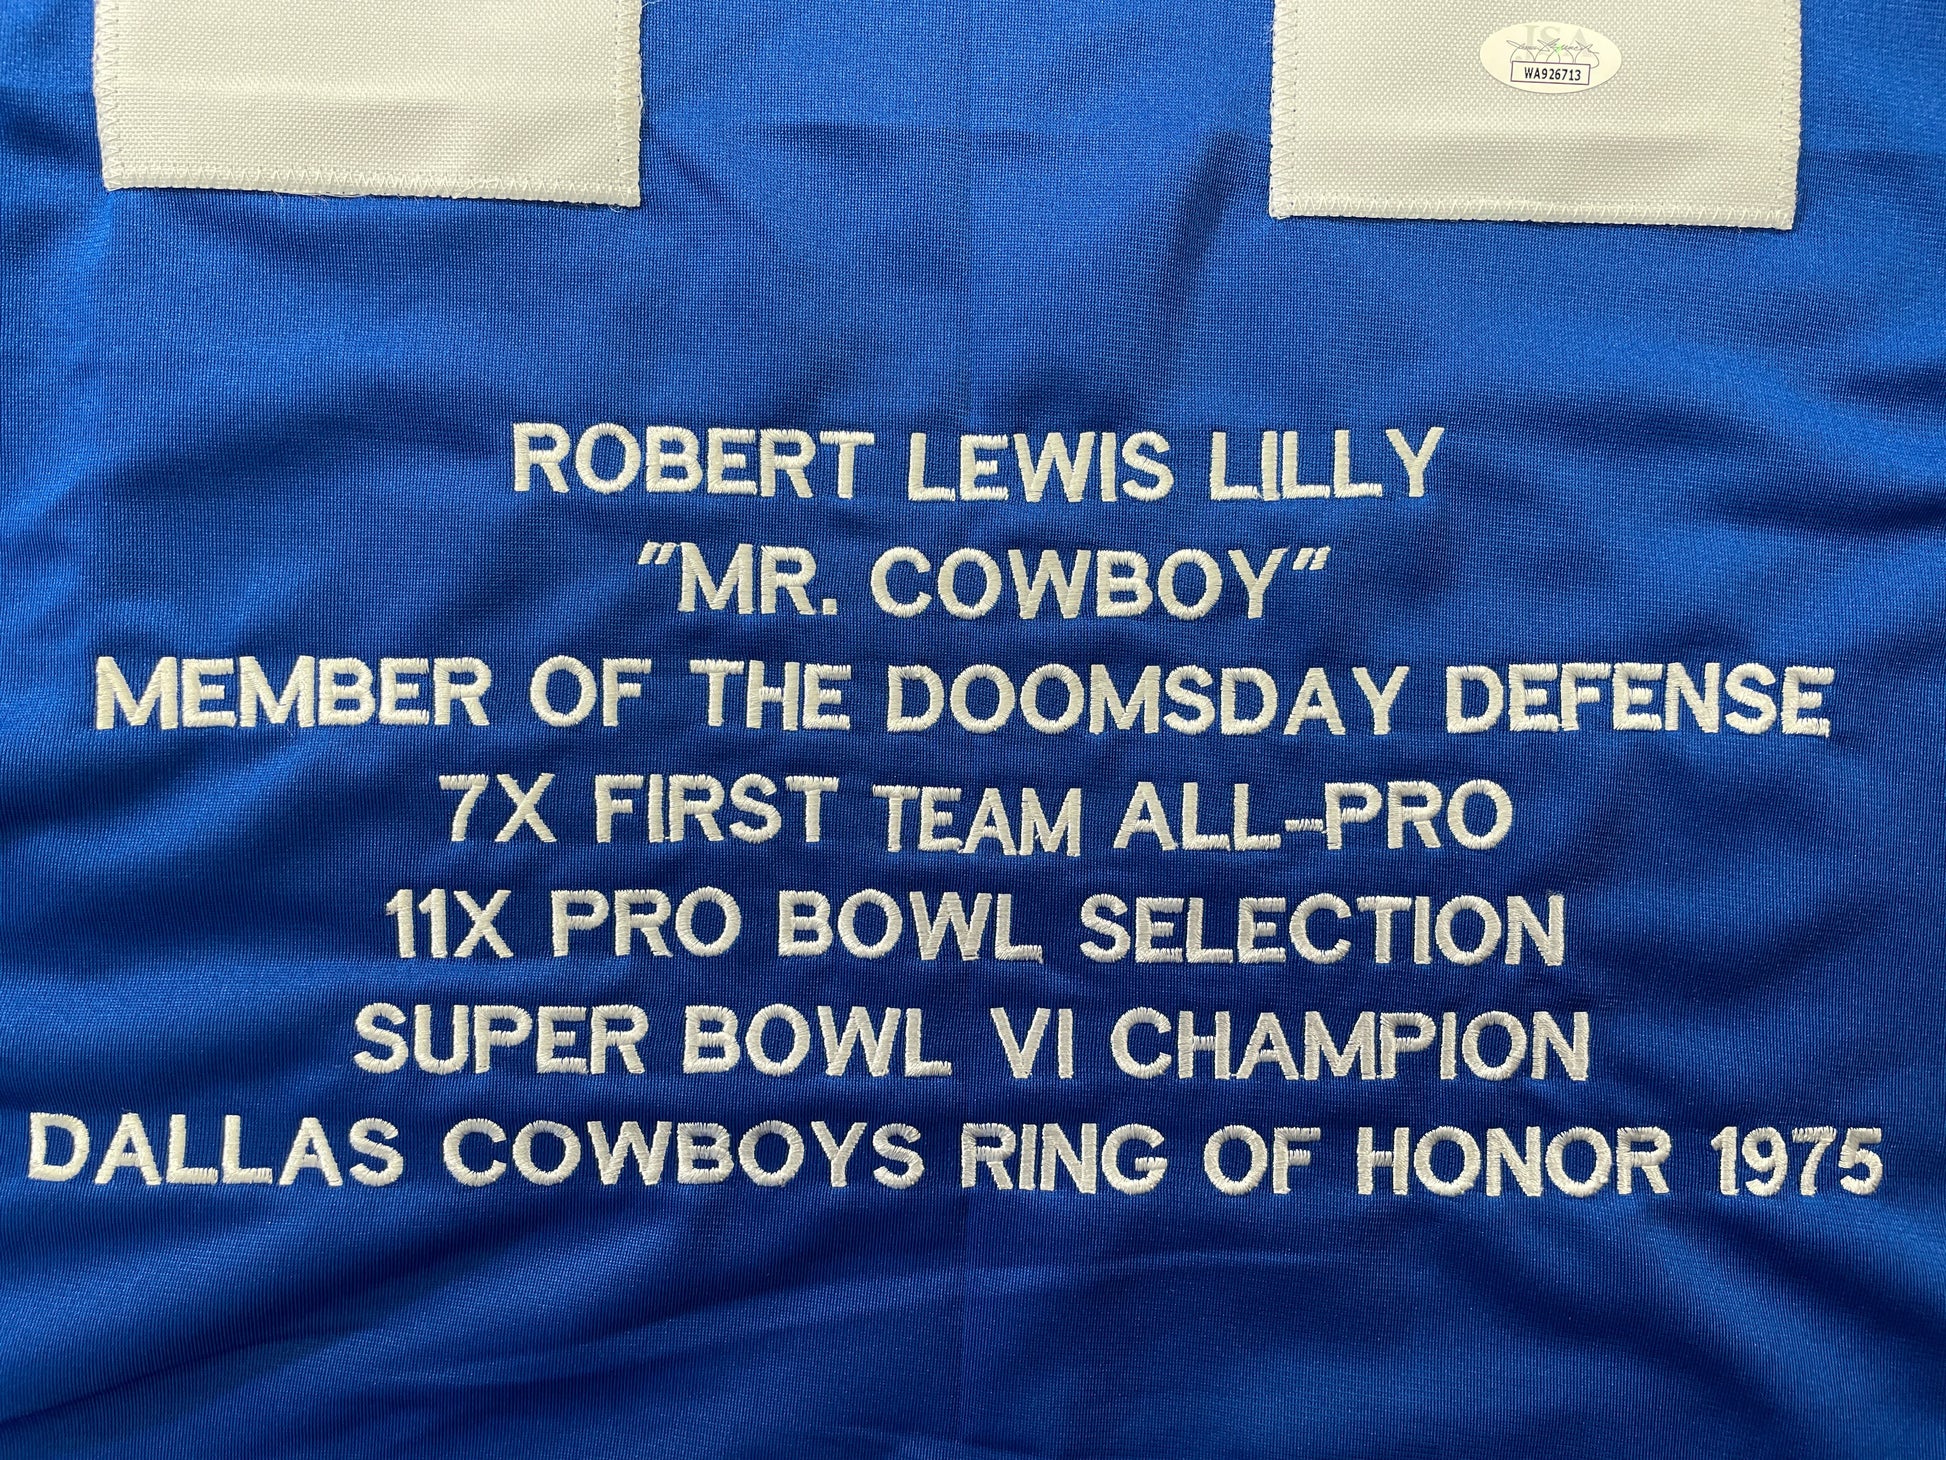 JSA
WA926713
ROBERT LEWIS LILLY
"MR. COWBOY"
MEMBER OF THE DOOMSDAY DEFENSE
7X FIRST TEAM ALL-PRO
11X PRO BOWL SELECTION
SUPER BOWL VI CHAMPION
DALLAS COWBOYS RING OF HONOR 1975